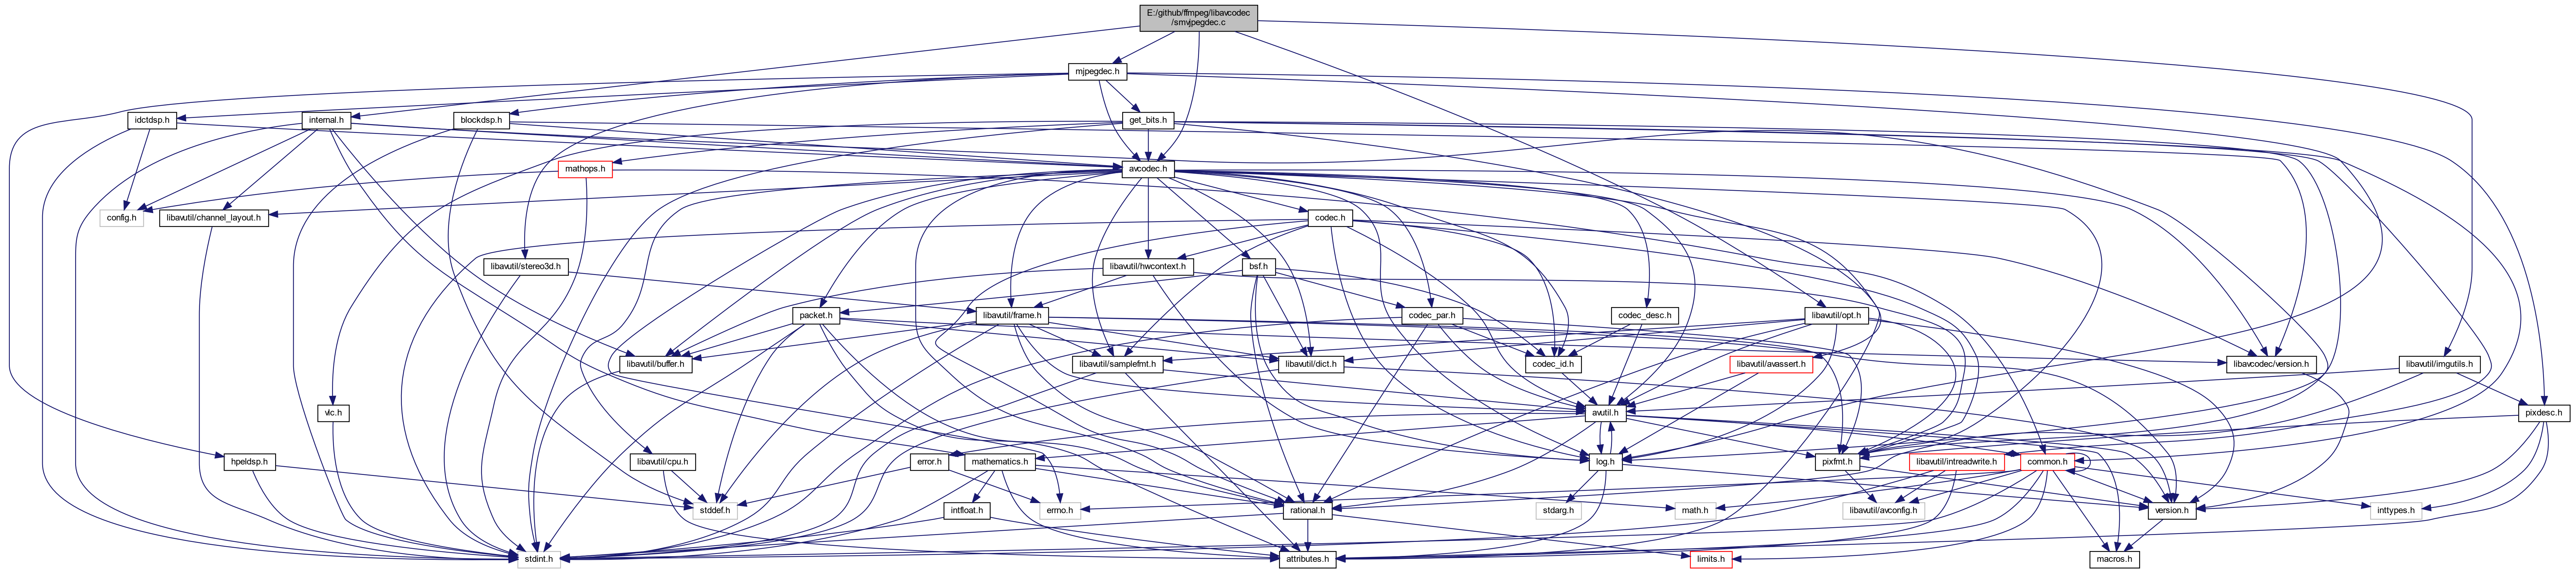 E:/github/ffmpeg/libavcodec
/smvjpegdec.c
mjpegdec.h
idctdsp.h
internal.h
blockdsp.h
get_bits.h
mathops.h
avcodec.h
config.h
libavutil/channel_layout.h
codec.h
libavutil/stereo3d.h
libavutil/hwcontext.h
bsf.h
packet.h
libavutil/frame.h
codec_par.h
codec_desc.h
libavutil/opt.h
libavutil/buffer.h
libavutil/samplefmt.h
libavutil/dict.h
codec_id.h
libavutil/avassert.h
libavcodec/version.h
libavutil/imgutils.h
vlc.h
avutil.h
pixdesc.h
hpeldsp.h
libavutil/cpu.h
error.h
mathematics.h
log.h
pixfmt.h
libavutil/intreadwrite.h
common.h
stddef.h
intfloat.h
errno.h
rational.h
stdarg.h
math.h
libavutil/avconfig.h
version.h
inttypes.h
stdint.h
attributes.h
limits.h
macros.h